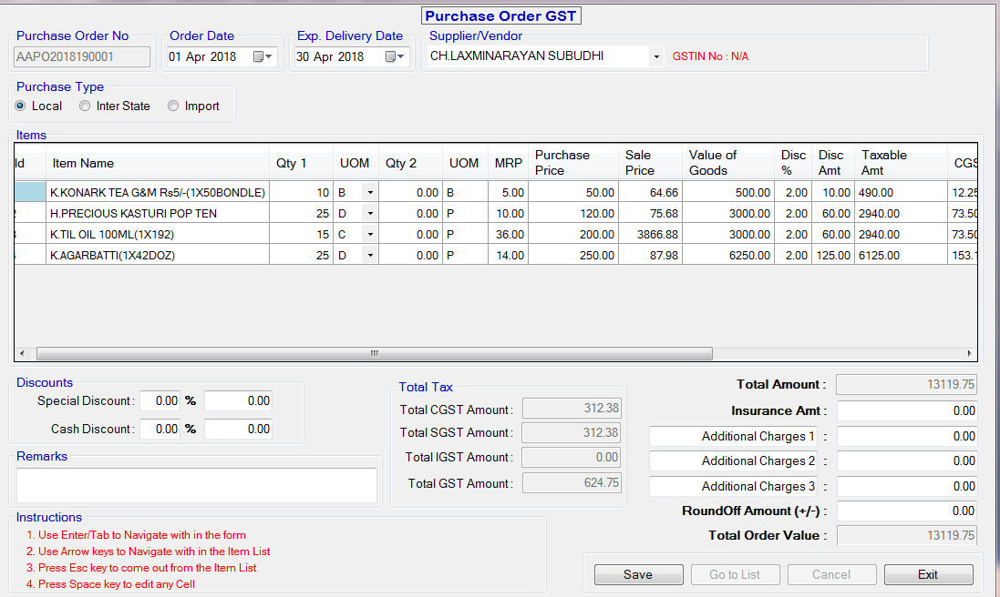 Purchase Order GST
Purchase Order No Order Date Exp. Delivery Date Supplier/Vendor
AAPO2018190001 01 Apr 2018 30 Apr 2018 CH.LAXMINARAYAN SUBUDHI GSTIN No : N/A
Purchase Type
Local Inter State Import
Items
Id Item Name Qty 1 UOM Qty 2 UOM MRP Purchase Price Sale Price Value of Goods Disc % Disc Amt Taxable Amt CGS
K.KONARK TEA G&M Rs5/-(1X50BONDLE) 10 B 0.00 B 5.00 50.00 64.66 500.00 2.00 10.00 490.00 12.25
2 H.PRECIOUS KASTURI POP TEN 25 D 0.00 P 10.00 120.00 75.68 3000.00 2.00 60.00 2940.00 73.50
3 K.TIL OIL 100ML(1X192) 15 C 0.00 P 36.00 200.00 3866.88 3000.00 2.00 60.00 2940.00 73.50
4 K.AGARBATTI(1X42DOZ) 25 D 0.00 P 14.00 250.00 87.98 6250.00 2.00 125.00 6125.00 153.1
Discounts
Special Discount : 0.00 % 0.00
Cash Discount : 0.00 % 0.00
Remarks
Total Tax
Total CGST Amount : 312.38
Total SGST Amount : 312.38
Total IGST Amount : 0.00
Total GST Amount : 624.75
Total Amount : 13119.75
Insurance Amt : 0.00
Additional Charges 1 : 0.00
Additional Charges 2 : 0.00
Additional Charges 3 : 0.00
RoundOff Amount (+/-) : 0.00
Total Order Value : 13119.75
Instructions
1. Use Enter/Tab to Navigate with in the form
2. Use Arrow keys to Navigate with in the Item List
3. Press Esc key to come out from the Item List
4. Press Space key to edit any Cell
Save Go to List Cancel Exit